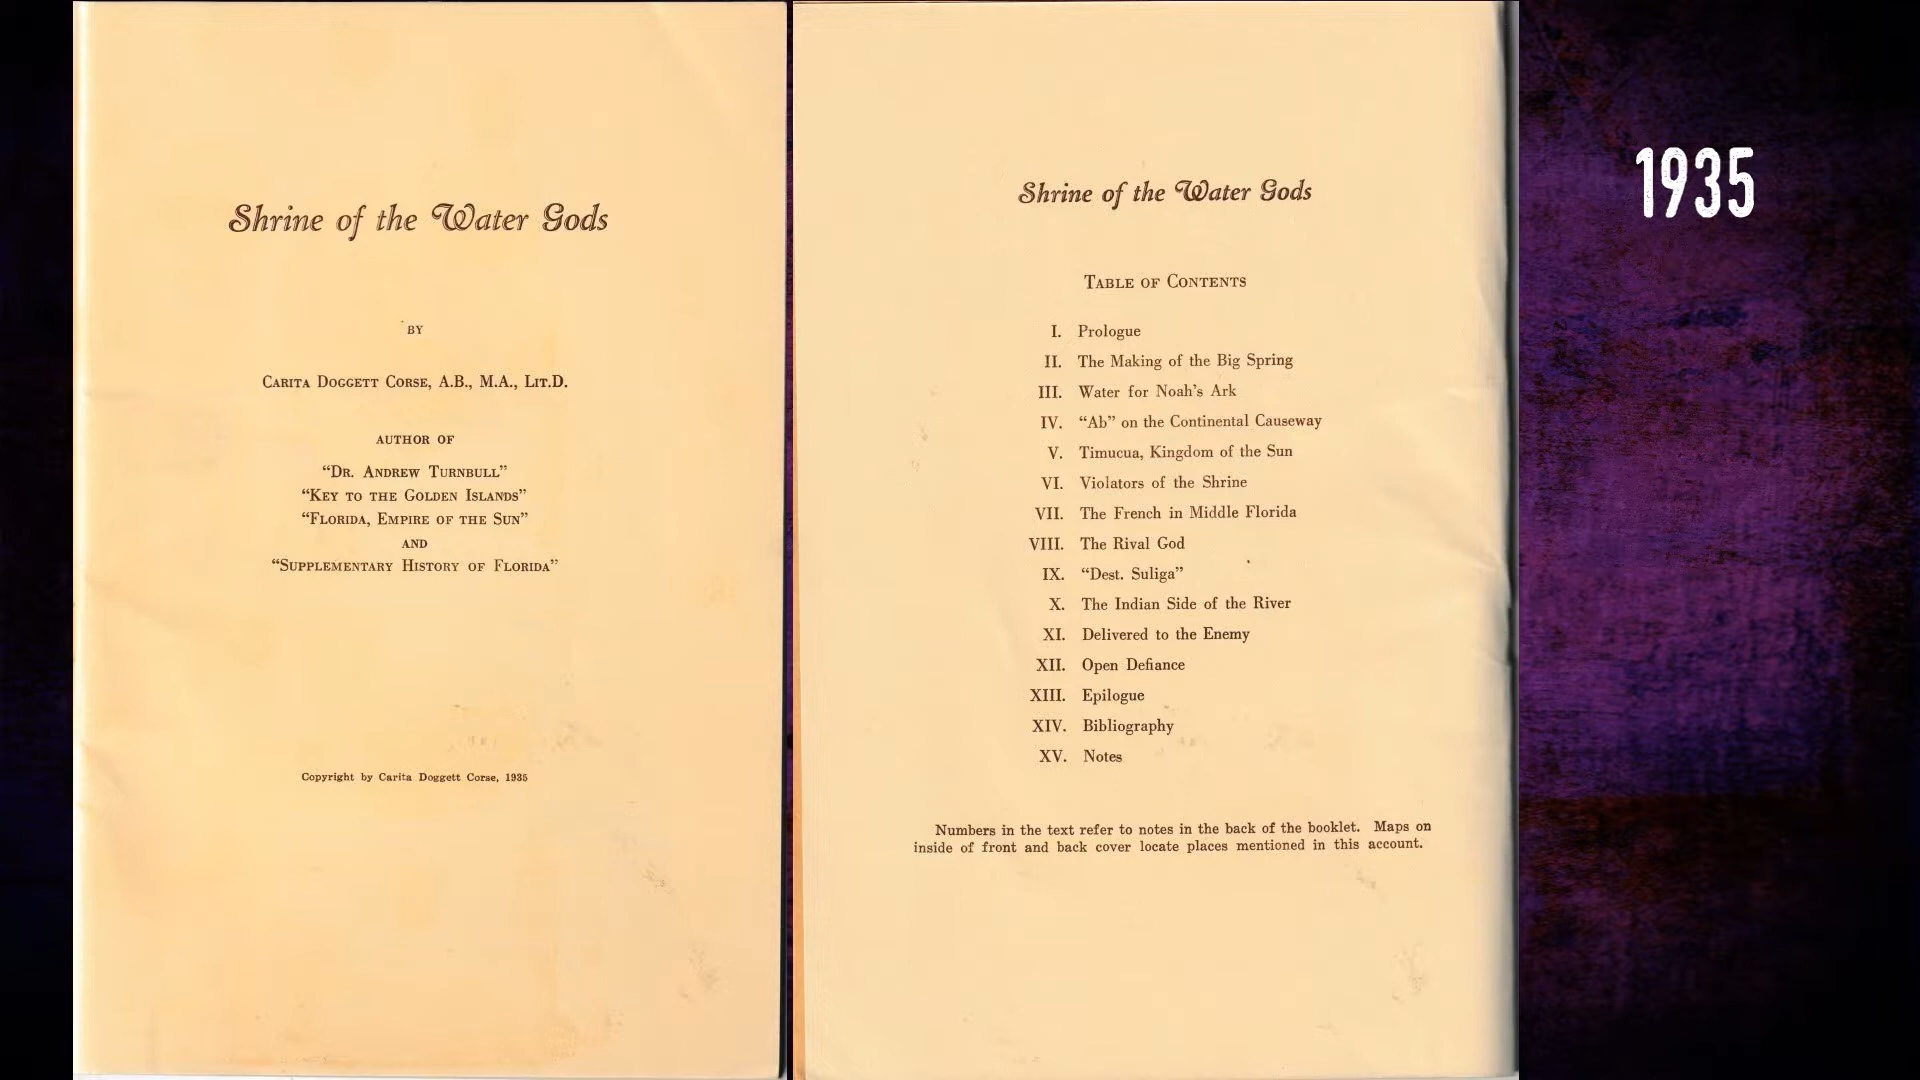 Shrine of the Water Gods
BY
CARITA DOGGETT CORSE, A.B., M.A., LIT.D.
AUTHOR OF
“DR. ANDREW TURNBULL”
“KEY TO THE GOLDEN ISLANDS”
“FLORIDA, EMPIRE OF THE SUN”
AND
“SUPPLEMENTARY HISTORY OF FLORIDA”
Copyright by Carita Doggett Corse, 1935
Shrine of the Water Gods
TABLE OF CONTENTS
I. Prologue
II. The Making of the Big Spring
III. Water for Noah's Ark
IV. “Ab” on the Continental Causeway
V. Timucua, Kingdom of the Sun
VI. Violators of the Shrine
VII. The French in Middle Florida
VIII. The Rival God
IX. “Dest. Suliga”
X. The Indian Side of the River
XI. Delivered to the Enemy
XII. Open Defiance
XIII. Epilogue
XIV. Bibliography
XV. Notes
Numbers in the text refer to notes in the back of the booklet. Maps on
inside of front and back cover locate places mentioned in this account.
1935